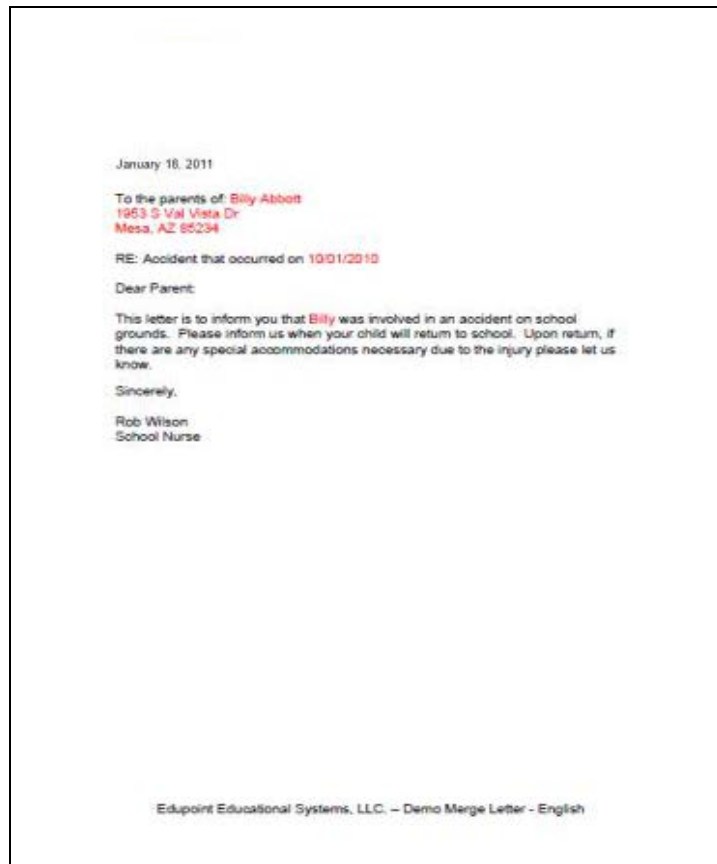 January 18, 2011
To the parents of: Billy Abbott
1953 S Val Vista Dr
Mesa, AZ 85234
RE: Accident that occurred on 10/01/2010
Dear Parent:
This letter is to inform you that Billy was involved in an accident on school
grounds.  Please inform us when your child will return to school.  Upon return, if
there are any special accommodations necessary due to the injury please let us
know.
Sincerely,
Rob Wilson
School Nurse
Edupoint Educational Systems, LLC. – Demo Merge Letter - English